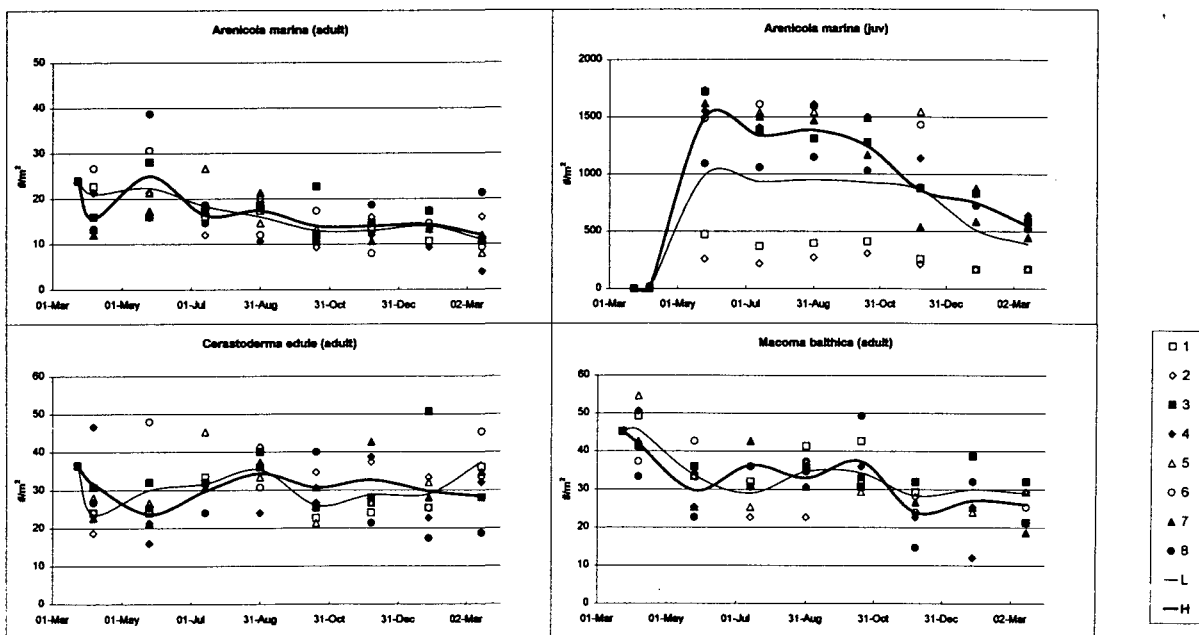 Arenicola marina (adult)
50
40
30
20
10
0
#/m²
01-Mar 01-May 01-Jul 31-Aug 31-Oct 31-Dec 02-Mar
Arenicola marina (juv)
2000
1500
1000
500
0
#/m²
01-Mar 01-May 01-Jul 31-Aug 31-Oct 31-Dec 02-Mar
Cerastoderma edule (adult)
60
50
40
30
20
10
0
#/m²
01-Mar 01-May 01-Jul 31-Aug 31-Oct 31-Dec 02-Mar
Macoma balthica (adult)
60
50
40
30
20
10
0
#/m²
01-Mar 01-May 01-Jul 31-Aug 31-Oct 31-Dec 02-Mar
1
2
3
4
5
6
7
8
L
H